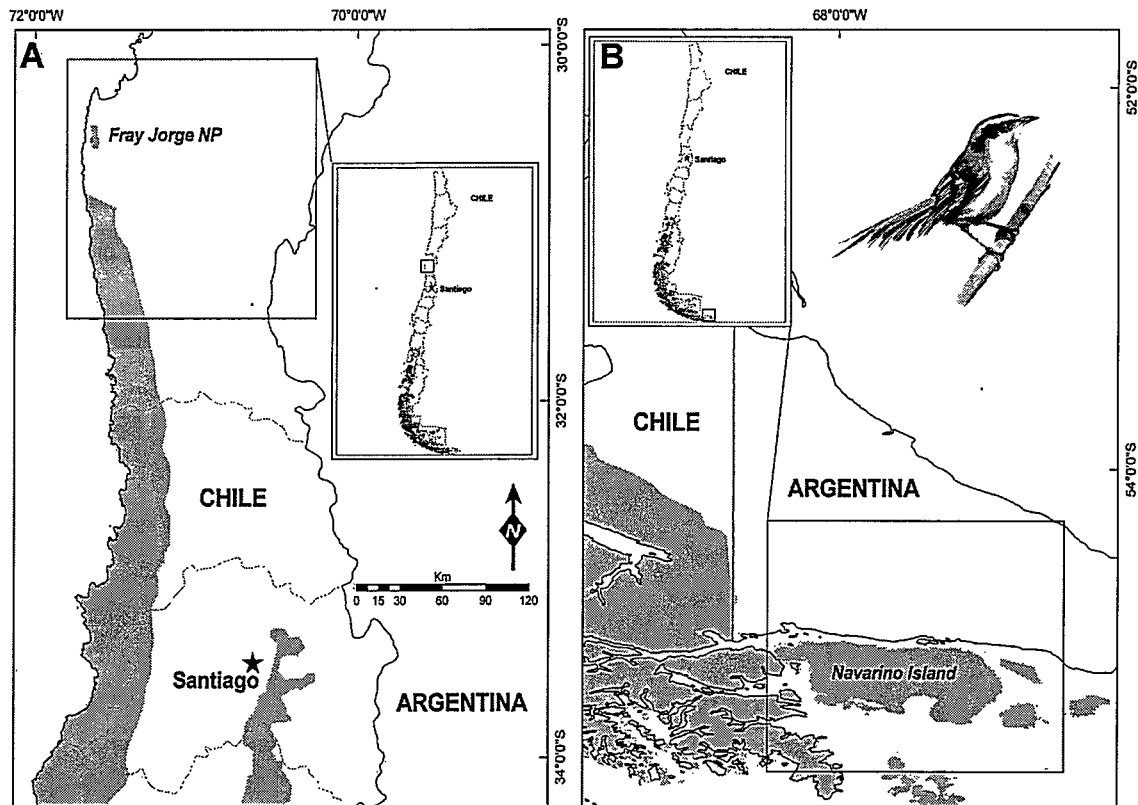 72°0'0"W
70°0'0"W
A
30°0'0"S
Fray Jorge NP
CHILE
Santiago
32°0'0"S
CHILE
N
Km
0 15 30 60 90 120
Santiago
ARGENTINA
34°0'0"S
68°0'0"W
B
52°0'0"S
CHILE
Santiago
CHILE
54°0'0"S
ARGENTINA
Navarino Island